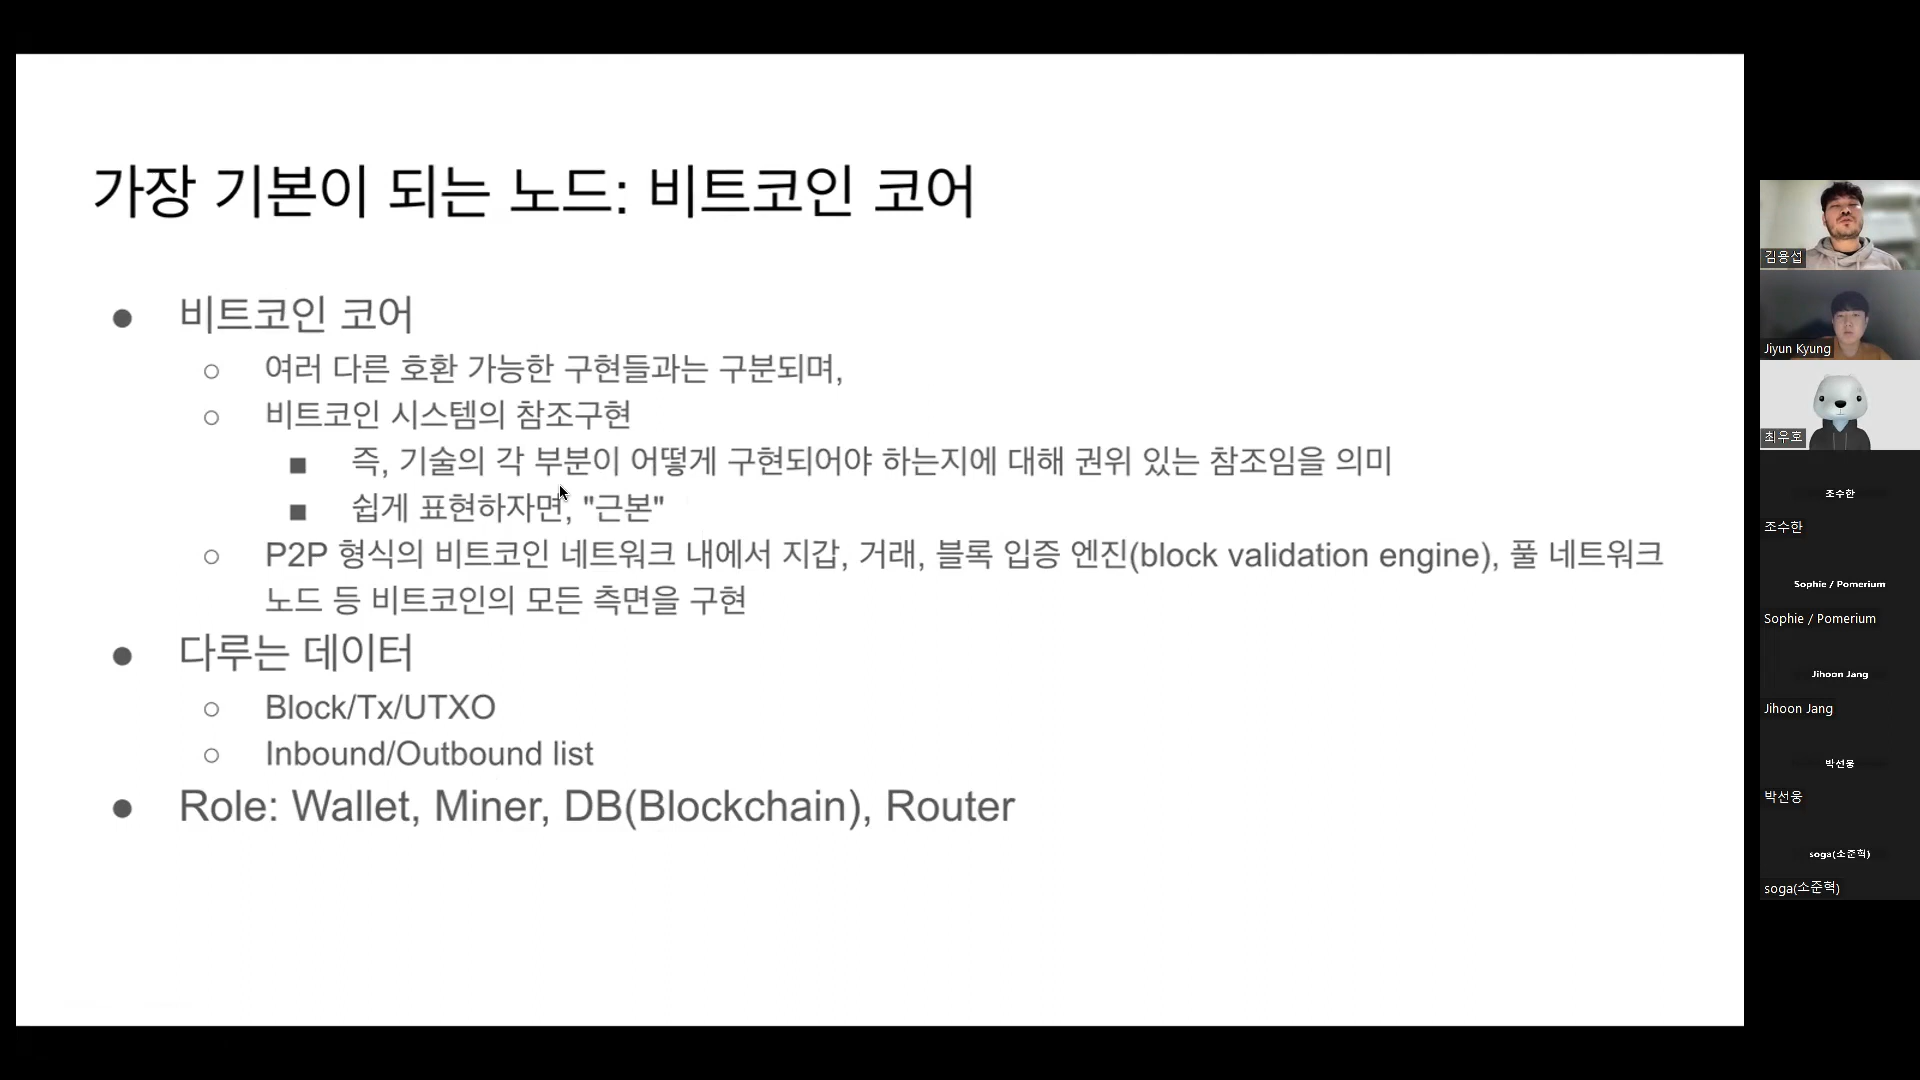 가장 기본이 되는 노드: 비트코인 코어
● 비트코인 코어
○ 여러 다른 호환 가능한 구현들과는 구분되며,
○ 비트코인 시스템의 참조구현
■ 즉, 기술의 각 부분이 어떻게 구현되어야 하는지에 대해 권위 있는 참조임을 의미
■ 쉽게 표현하자면, "근본"
○ P2P 형식의 비트코인 네트워크 내에서 지갑, 거래, 블록 입증 엔진(block validation engine), 풀 네트워크
노드 등 비트코인의 모든 측면을 구현
● 다루는 데이터
○ Block/Tx/UTXO
○ Inbound/Outbound list
● Role: Wallet, Miner, DB(Blockchain), Router
김용섭
Jiyun Kyung
최우호
조수한
조수한
Sophie / Pomerium
Sophie / Pomerium
Jihoon Jang
Jihoon Jang
박선웅
박선웅
soga(소준혁)
soga(소준혁)